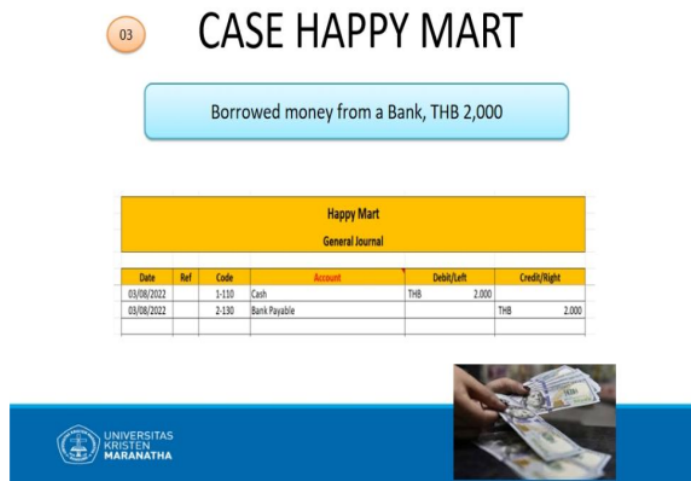 03
CASE HAPPY MART
Borrowed money from a Bank, THB 2,000
Happy Mart
General Journal
Date Ref Code Account Debit/Left Credit/Right
03/08/2022 1-110 Cash THB 2.000
03/08/2022 2-130 Bank Payable THB 2.000
UNIVERSITAS
KRISTEN
MARANATHA